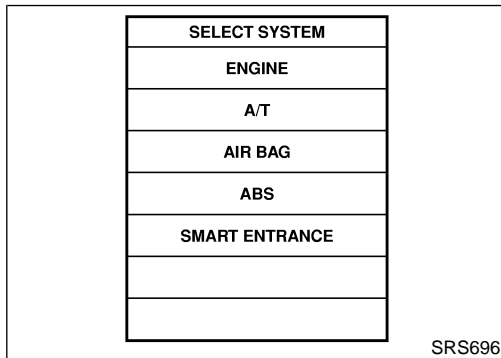 SELECT SYSTEM
ENGINE
A/T
AIR BAG
ABS
SMART ENTRANCE
SRS696